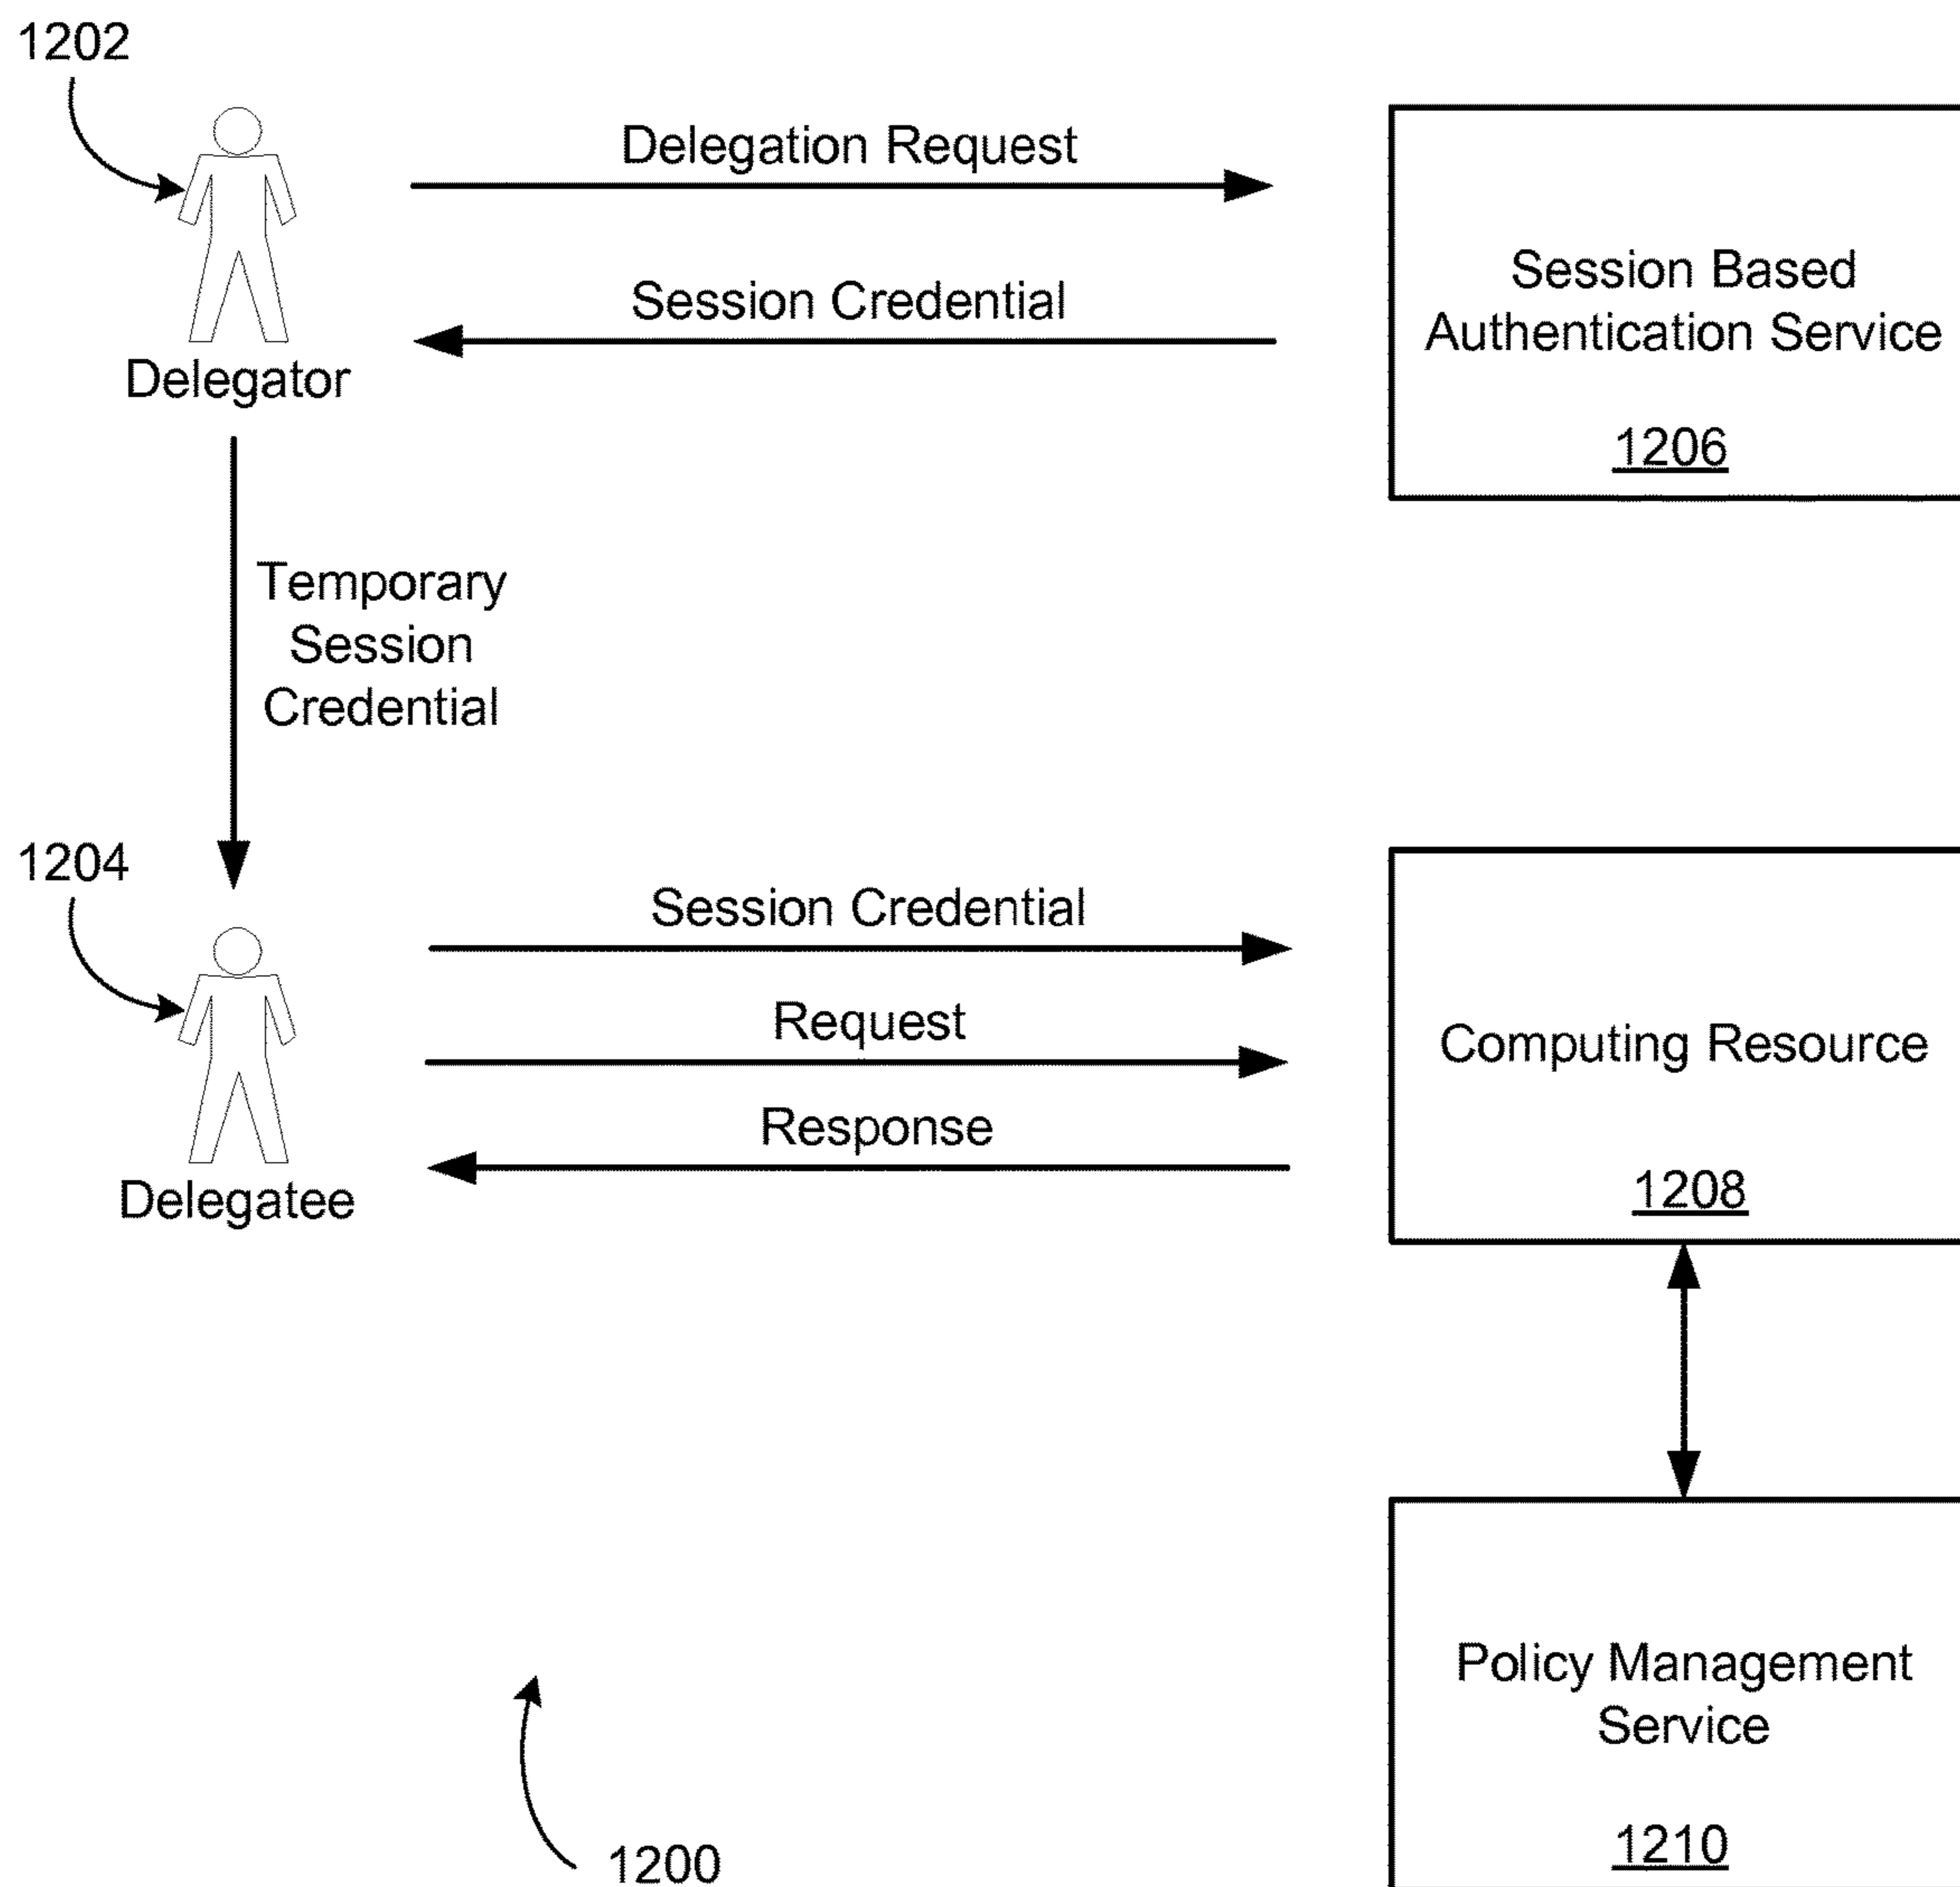 1202
Delegation Request
Session Credential
Delegator
Session Based
Authentication Service
1206
Temporary
Session
Credential
1204
Session Credential
Request
Response
Delegatee
Computing Resource
1208
Policy Management
Service
1210
1200